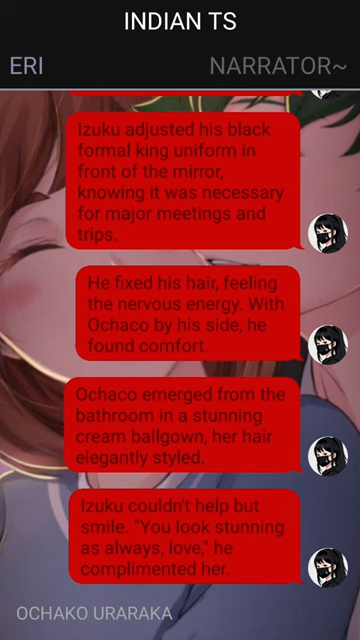 INDIAN TS
ERI
NARRATOR~
Izuku adjusted his black
formal king uniform in
front of the mirror,
knowing it was necessary
for major meetings and
trips.
He fixed his hair, feeling
the nervous energy. With
Ochaco by his side, he
found comfort.
Ochaco emerged from the
bathroom in a stunning
cream ballgown, her hair
elegantly styled.
Izuku couldn't help but
smile. "You look stunning
as always, love," he
complimented her.
OCHAKO URARAKA